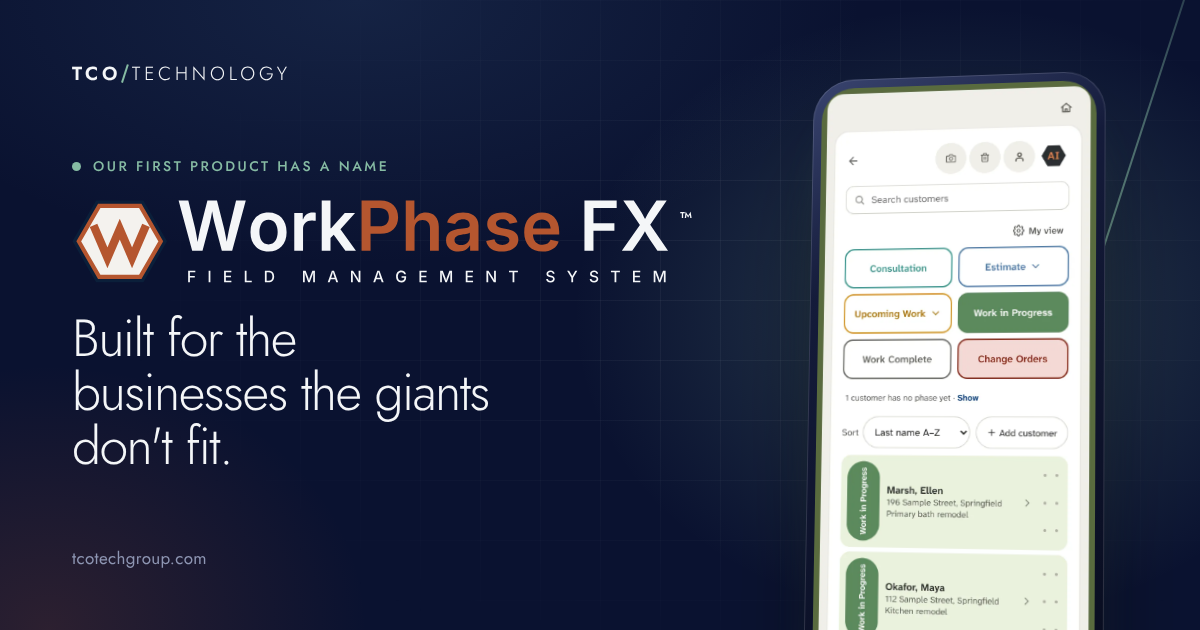 TCO/TECHNOLOGY
OUR FIRST PRODUCT HAS A NAME
W
WorkPhase FX ™
FIELD MANAGEMENT SYSTEM
Built for the
businesses the giants
don't fit.
tcotechgroup.com
AI
Search customers
My view
Consultation
Estimate
Upcoming Work
Work in Progress
Work Complete
Change Orders
1 customer has no phase yet · Show
Sort
Last name A–Z
+ Add customer
Work in Progress
Marsh, Ellen
196 Sample Street, Springfield
Primary bath remodel
Work in Progress
Okafor, Maya
112 Sample Street, Springfield
Kitchen remodel